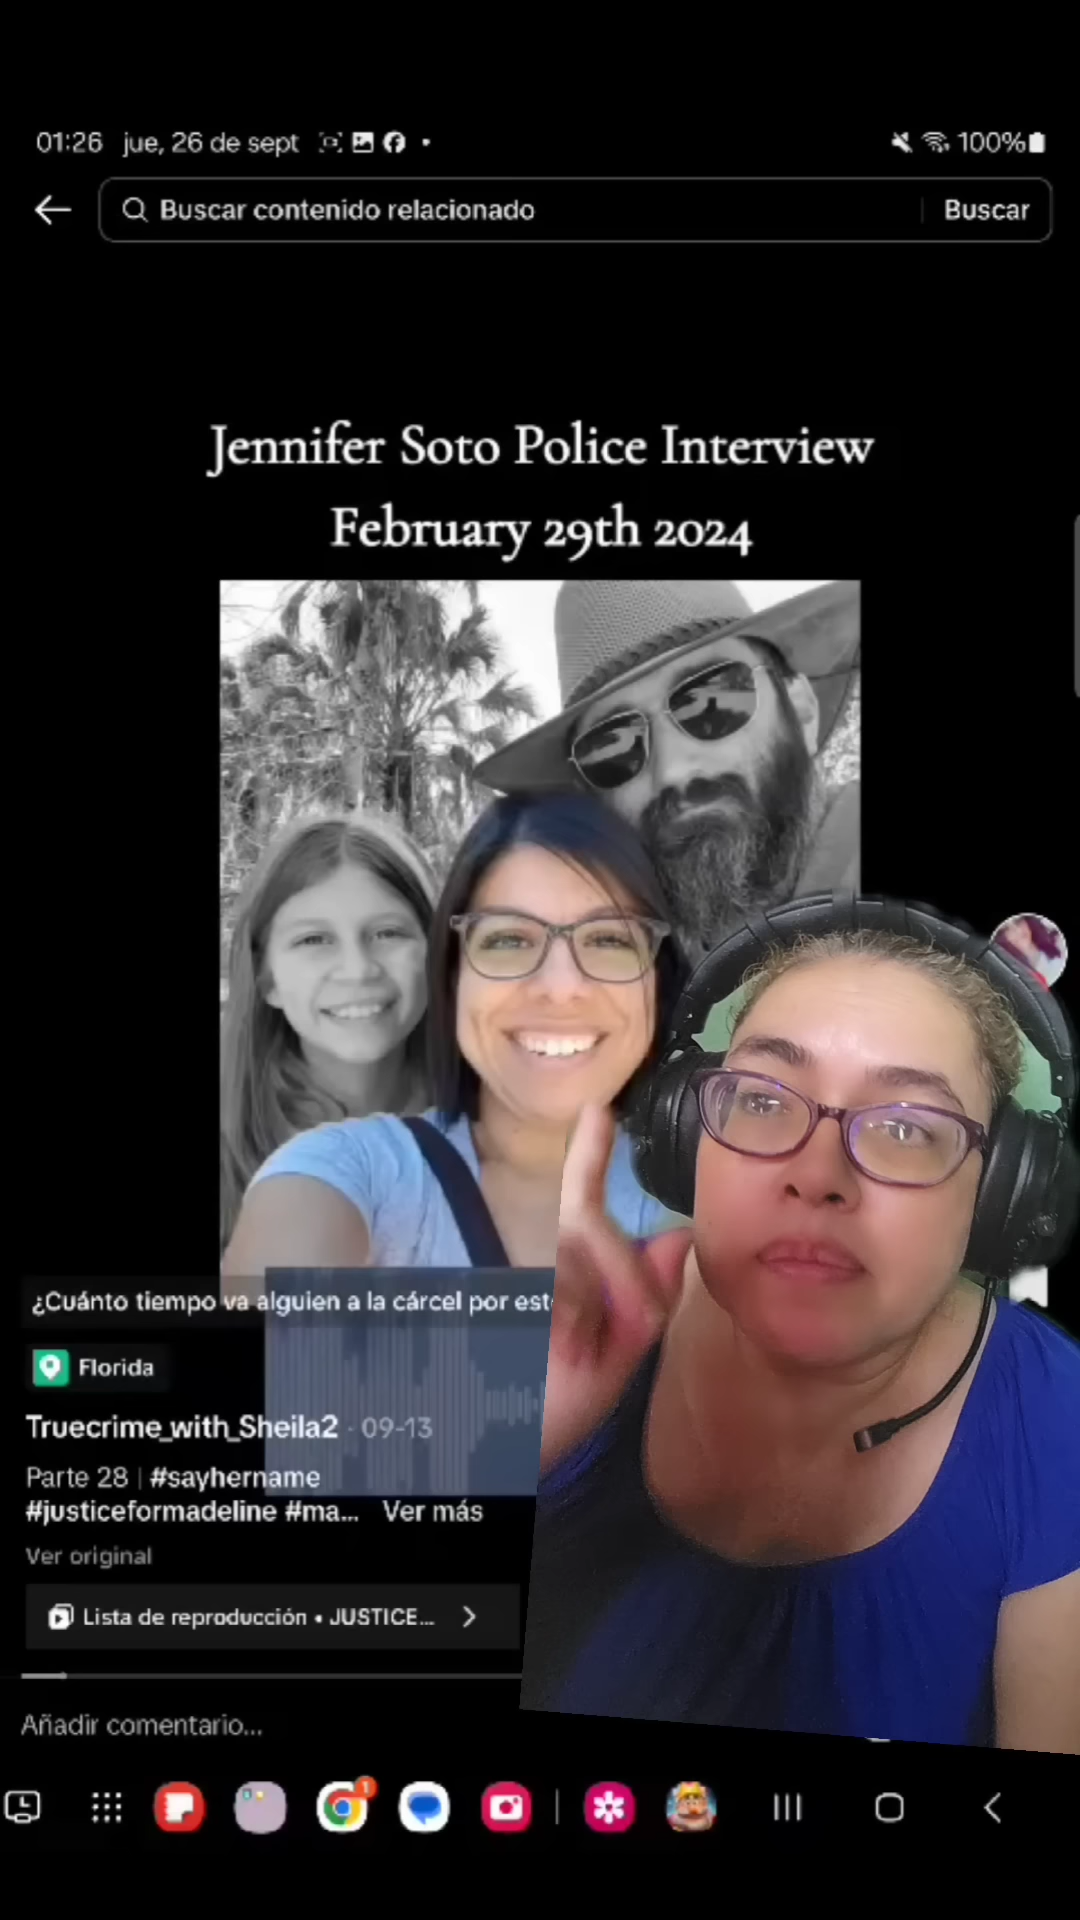 01:26 jue, 26 de sept
100%
Buscar contenido relacionado
Buscar
Jennifer Soto Police Interview
February 29th 2024
¿Cuánto tiempo va alguien a la cárcel por est
Florida
Truecrime_with_Sheila2 · 09-13
Parte 28 | #sayhername
#justiceformadeline #ma... Ver más
Ver original
Lista de reproducción • JUSTICE...
Añadir comentario...
1